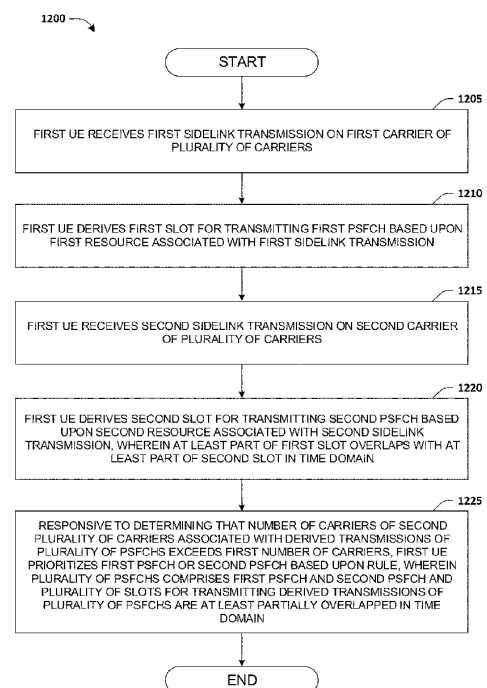 1200
START
1205
FIRST UE RECEIVES FIRST SIDELINK TRANSMISSION ON FIRST CARRIER OF
PLURALITY OF CARRIERS
1210
FIRST UE DERIVES FIRST SLOT FOR TRANSMITTING FIRST PSFCH BASED UPON
FIRST RESOURCE ASSOCIATED WITH FIRST SIDELINK TRANSMISSION
1215
FIRST UE RECEIVES SECOND SIDELINK TRANSMISSION ON SECOND CARRIER
OF PLURALITY OF CARRIERS
1220
FIRST UE DERIVES SECOND SLOT FOR TRANSMITTING SECOND PSFCH BASED
UPON SECOND RESOURCE ASSOCIATED WITH SECOND SIDELINK
TRANSMISSION, WHEREIN AT LEAST PART OF FIRST SLOT OVERLAPS WITH AT
LEAST PART OF SECOND SLOT IN TIME DOMAIN
1225
RESPONSIVE TO DETERMINING THAT NUMBER OF CARRIERS OF SECOND
PLURALITY OF CARRIERS ASSOCIATED WITH DERIVED TRANSMISSIONS OF
PLURALITY OF PSFCHS EXCEEDS FIRST NUMBER OF CARRIERS, FIRST UE
PRIORITIZES FIRST PSFCH OR SECOND PSFCH BASED UPON RULE, WHEREIN
PLURALITY OF PSFCHS COMPRISES FIRST PSFCH AND SECOND PSFCH AND
PLURALITY OF SLOTS FOR TRANSMITTING DERIVED TRANSMISSIONS OF
PLURALITY OF PSFCHS ARE AT LEAST PARTIALLY OVERLAPPED IN TIME
DOMAIN
END